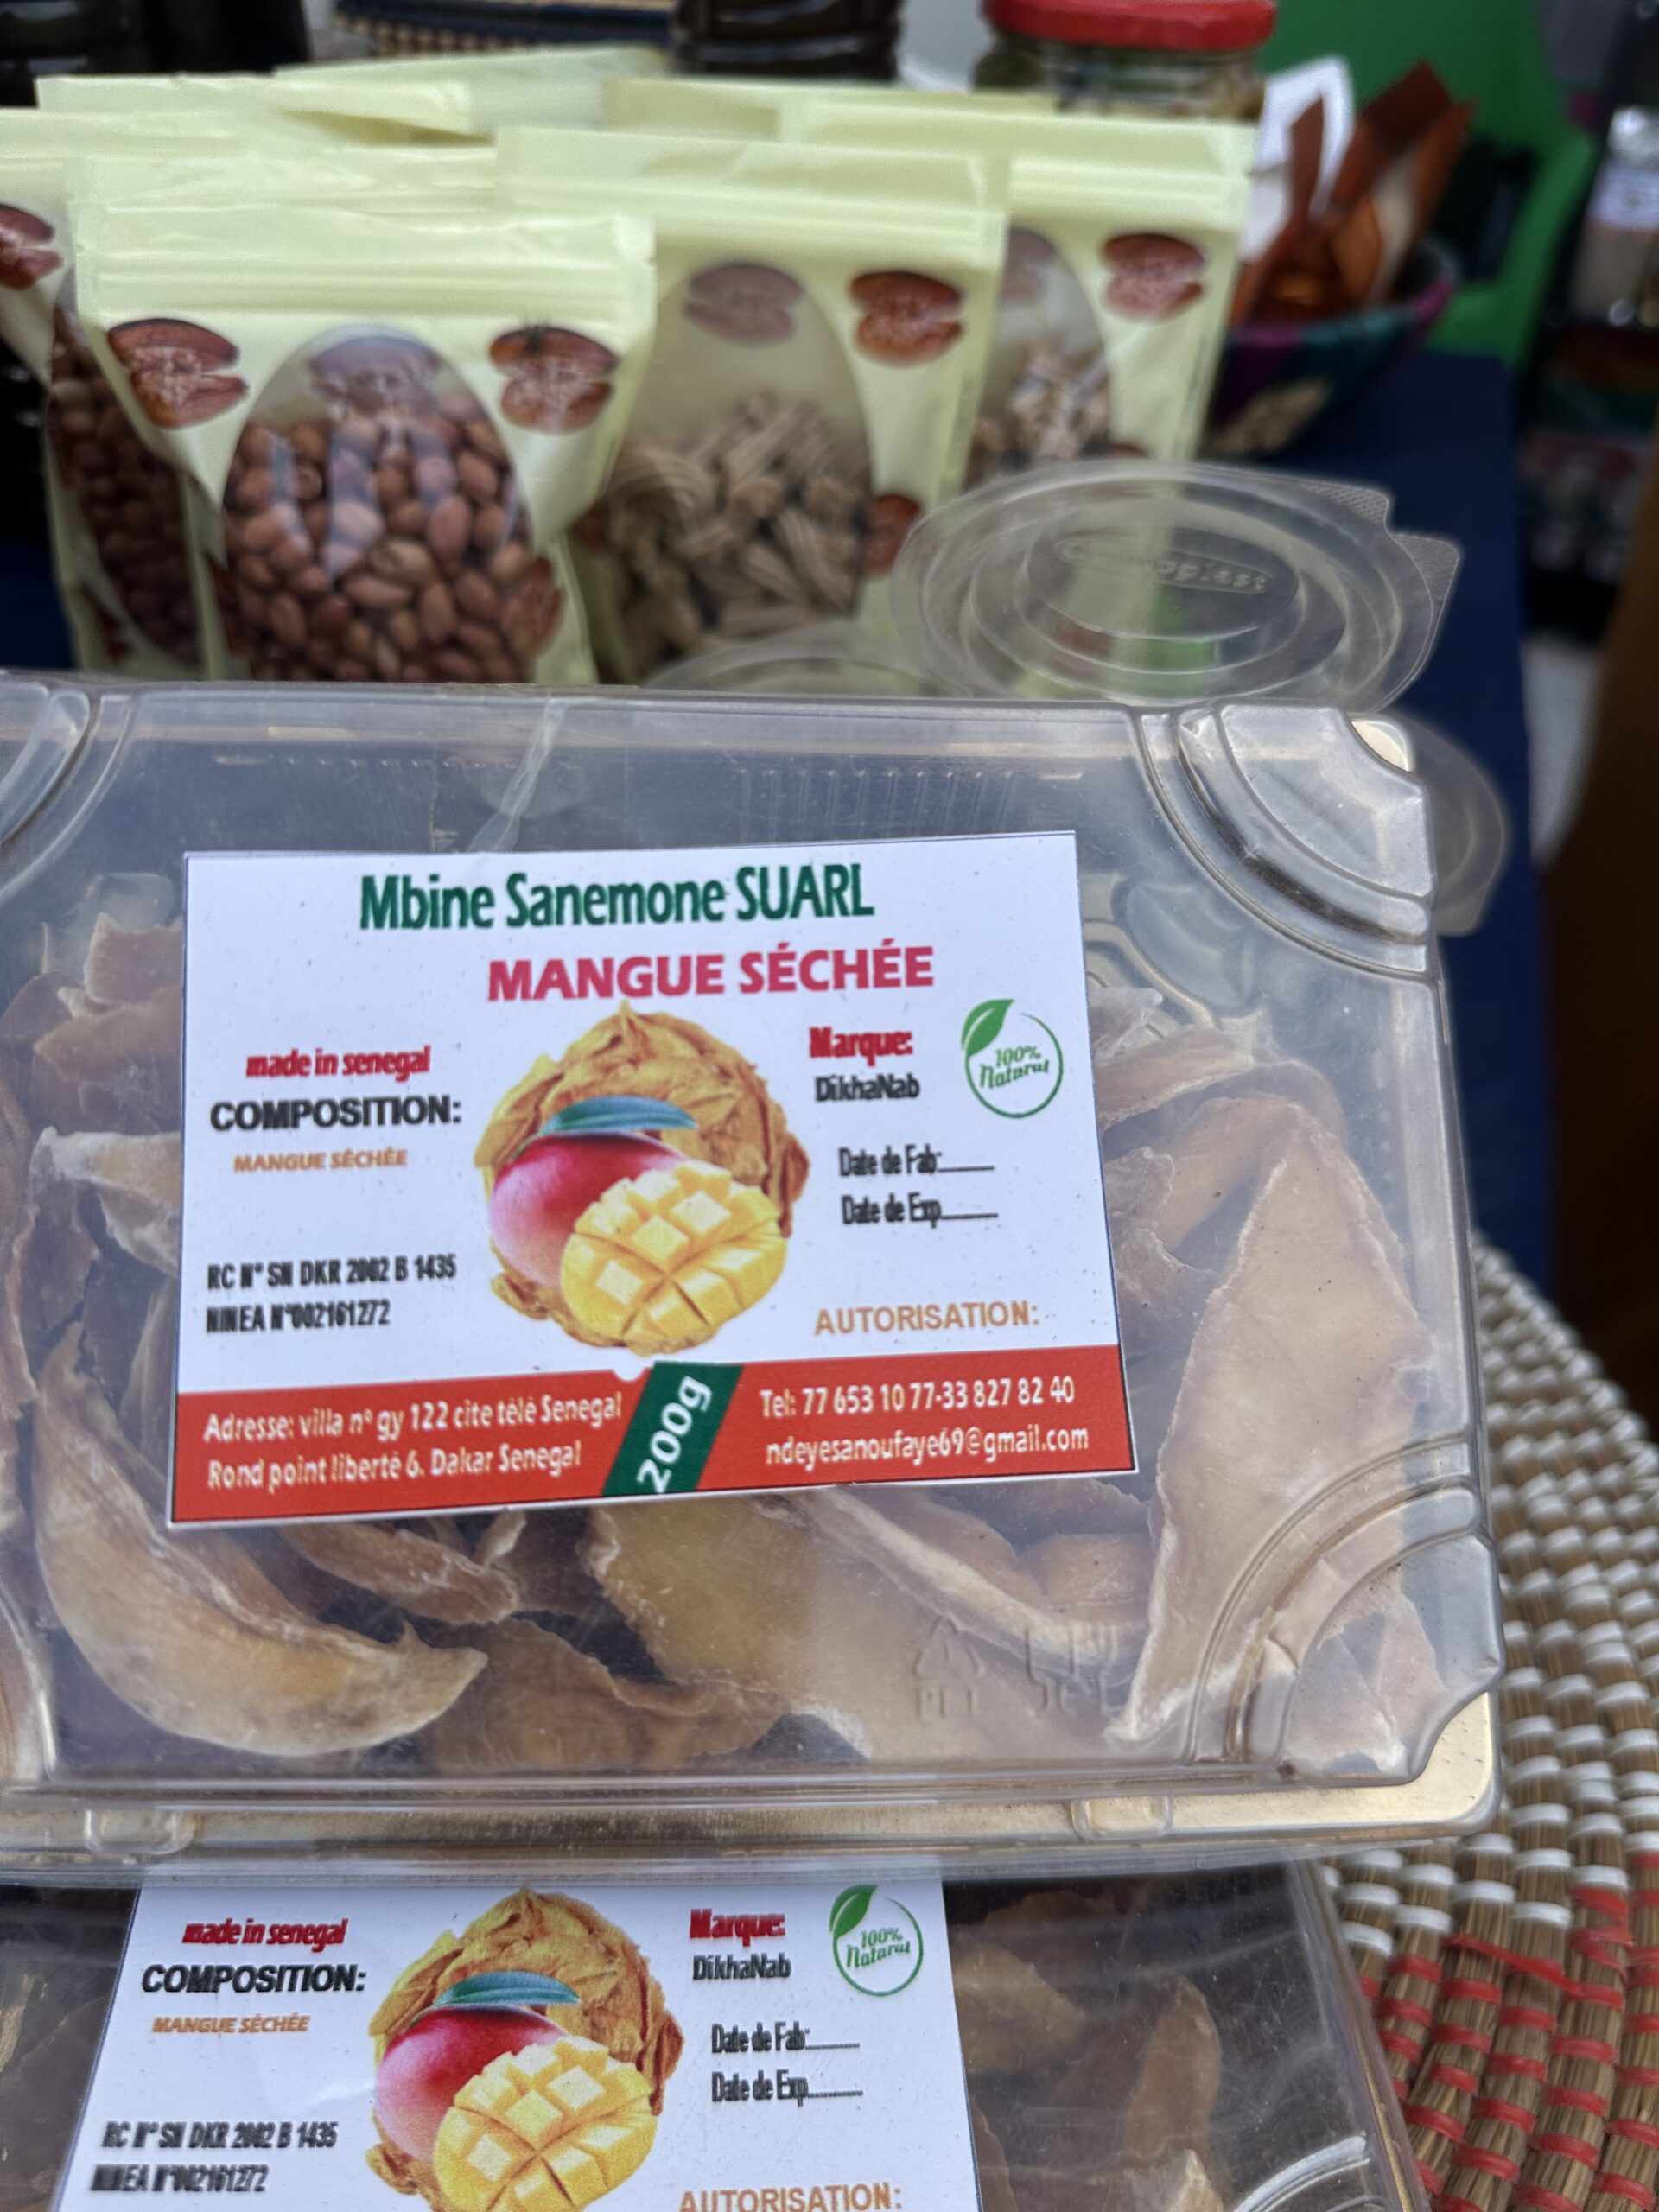 Mbine Sanemone SUARL
MANGUE SÉCHÉE
made in senegal
COMPOSITION:
MANGUE SÉCHÉE
Marque:
DikhaNab
100%
Natural
Date de Fab:
Date de Exp
RC N° SN DKR 2002 B 1435
NINEA N°002161272
AUTORISATION:
Adresse: villa n° gy 122 cite télé Senegal
Rond point liberté 6. Dakar Senegal
200g
Tel: 77 653 10 77-33 827 82 40
ndeyesanoufaye69@gmail.com
PET
made in senegal
COMPOSITION:
MANGUE SÉCHÉE
Marque:
DikhaNab
100%
Natural
Date de Fab:
Date de Exp
RC N° SN DKR 2002 B 1435
NINEA N°002161272
AUTORISATION: